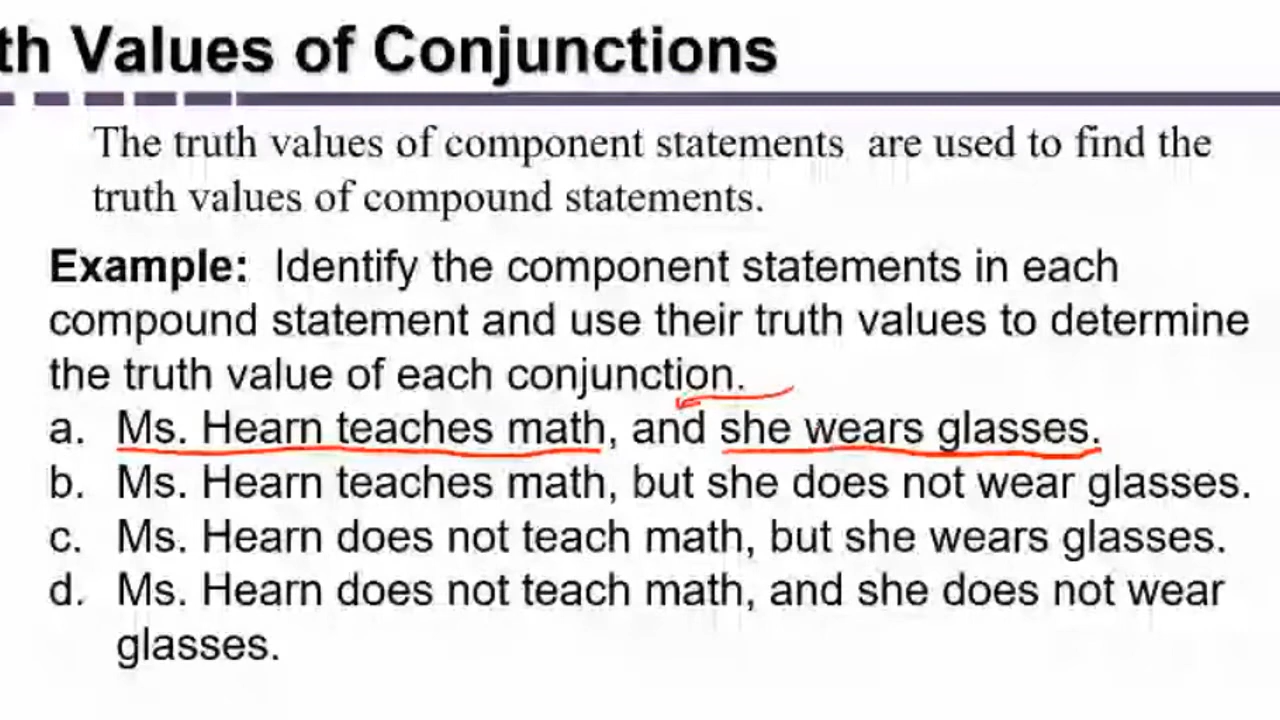 th Values of Conjunctions
The truth values of component statements are used to find the
truth values of compound statements.
Example: Identify the component statements in each
compound statement and use their truth values to determine
the truth value of each conjunction.
a. Ms. Hearn teaches math, and she wears glasses.
b. Ms. Hearn teaches math, but she does not wear glasses.
c. Ms. Hearn does not teach math, but she wears glasses.
d. Ms. Hearn does not teach math, and she does not wear
glasses.